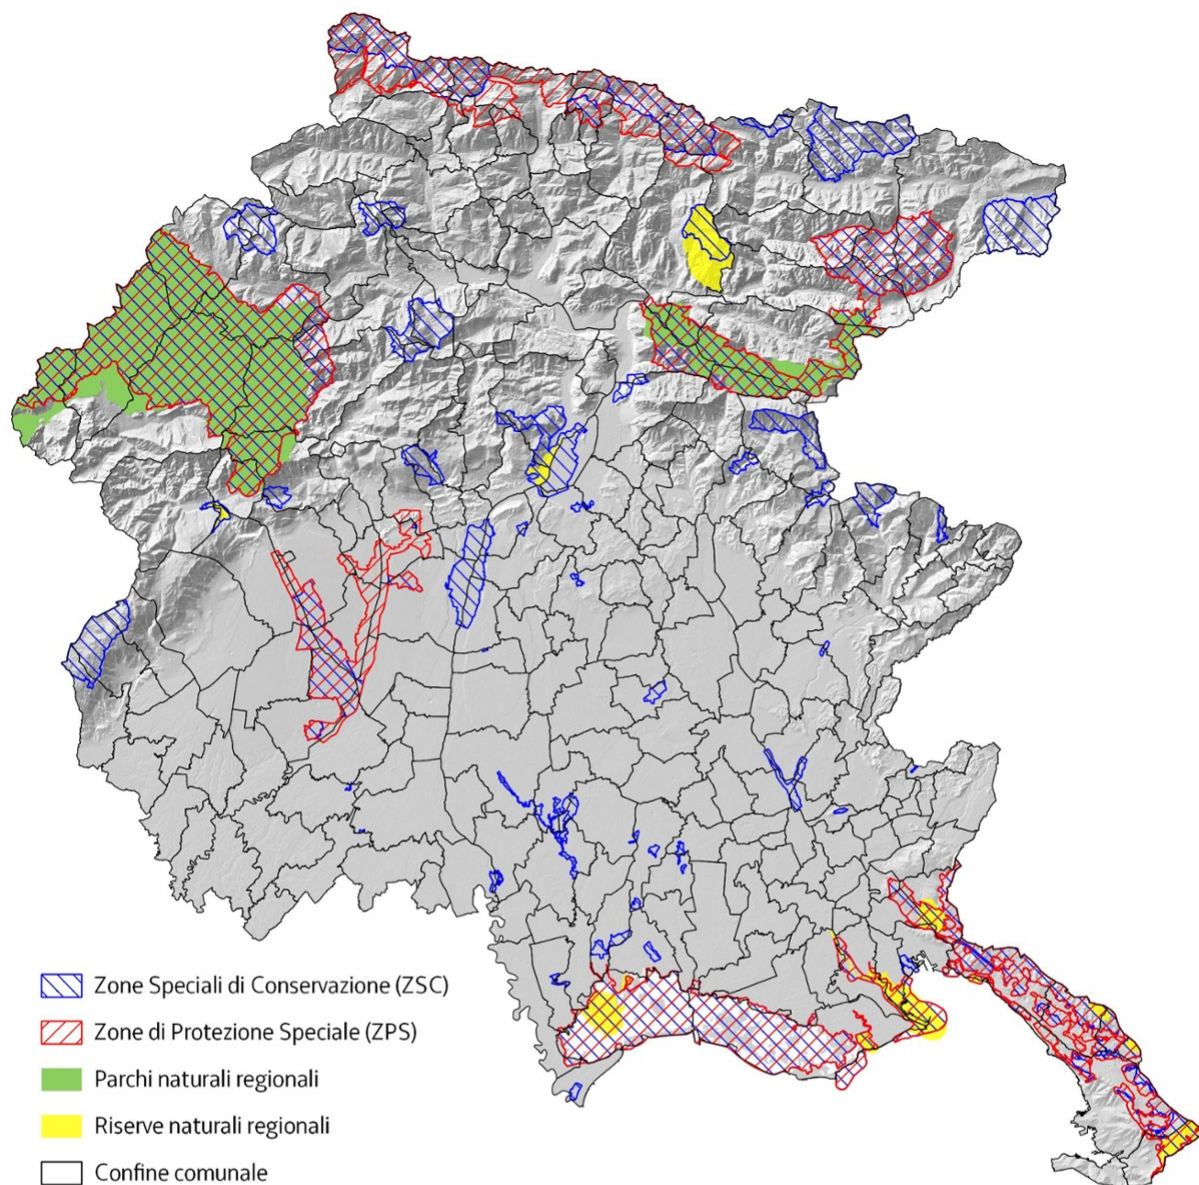 Zone Speciali di Conservazione (ZSC)
Zone di Protezione Speciale (ZPS)
Parchi naturali regionali
Riserve naturali regionali
Confine comunale